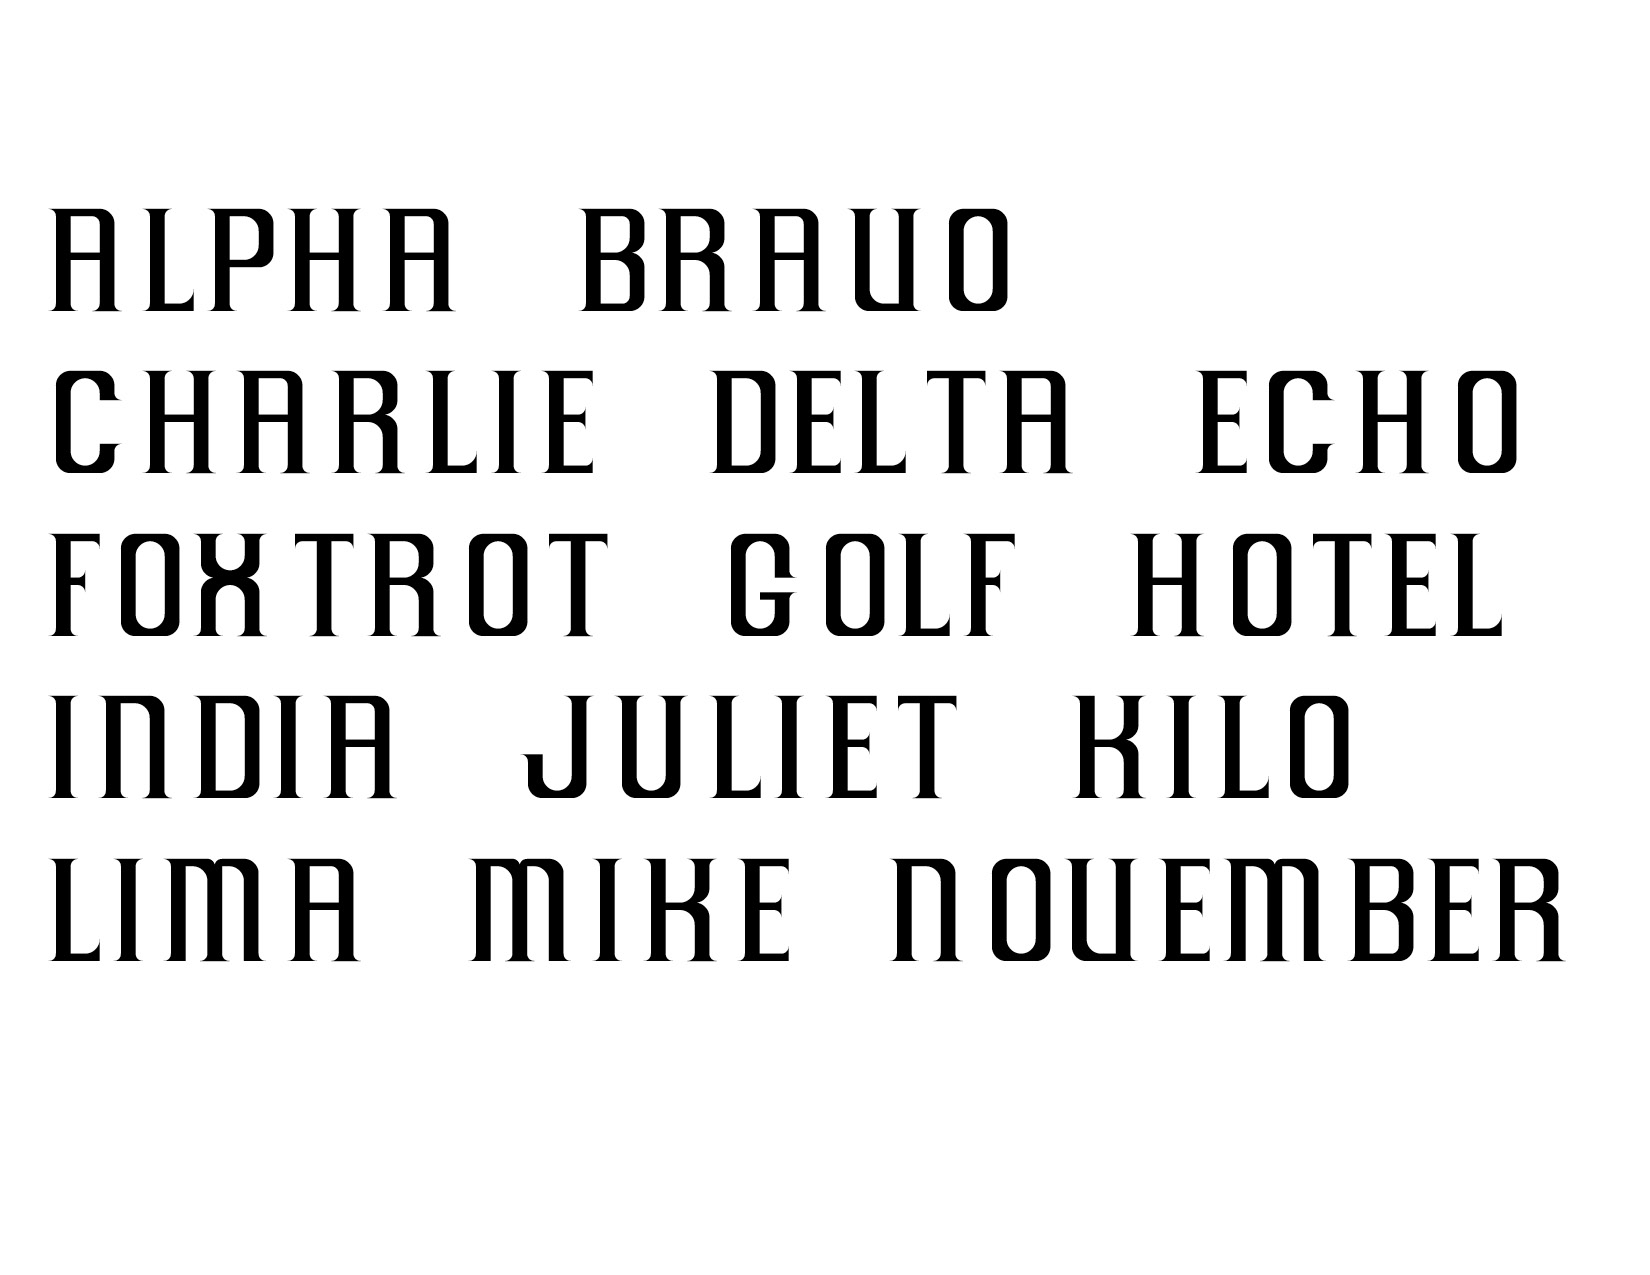 ALPHA BRAVO
CHARLIE DELTA ECHO
FOXTROT GOLF HOTEL
INDIA JULIET KILO
LIMA MIKE NOVEMBER